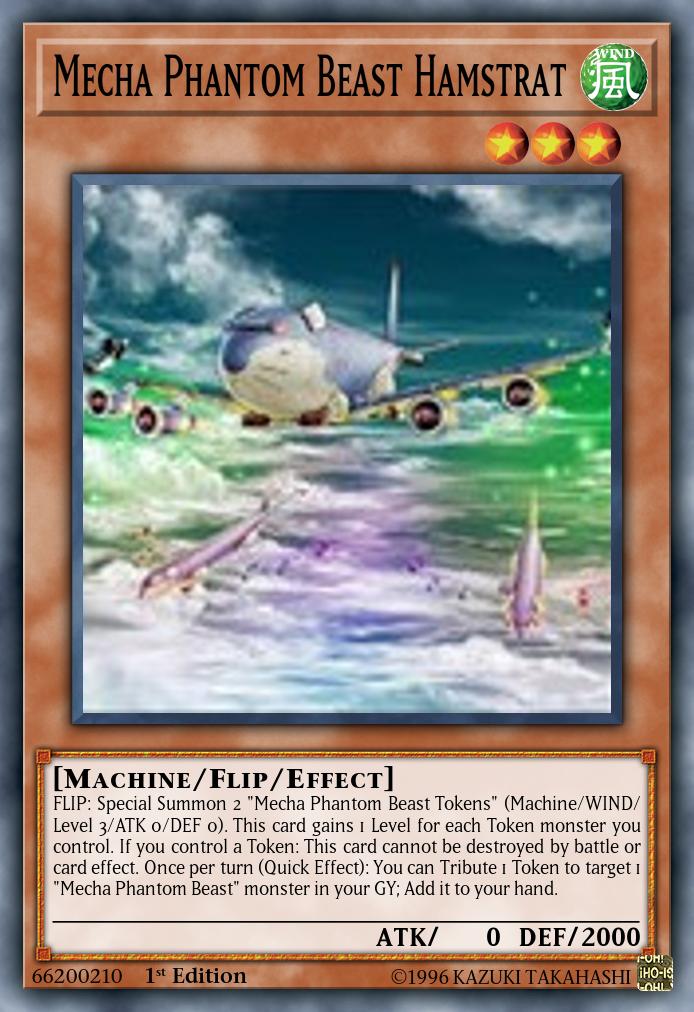 Mecha Phantom Beast Hamstrat
WIND
風
[Machine/Flip/Effect]
FLIP: Special Summon 2 "Mecha Phantom Beast Tokens" (Machine/WIND/
Level 3/ATK 0/DEF 0). This card gains 1 Level for each Token monster you
control. If you control a Token: This card cannot be destroyed by battle or
card effect. Once per turn (Quick Effect): You can Tribute 1 Token to target 1
"Mecha Phantom Beast" monster in your GY; Add it to your hand.
ATK/ 0 DEF/2000
66200210 1st Edition ©1996 KAZUKI TAKAHASHI